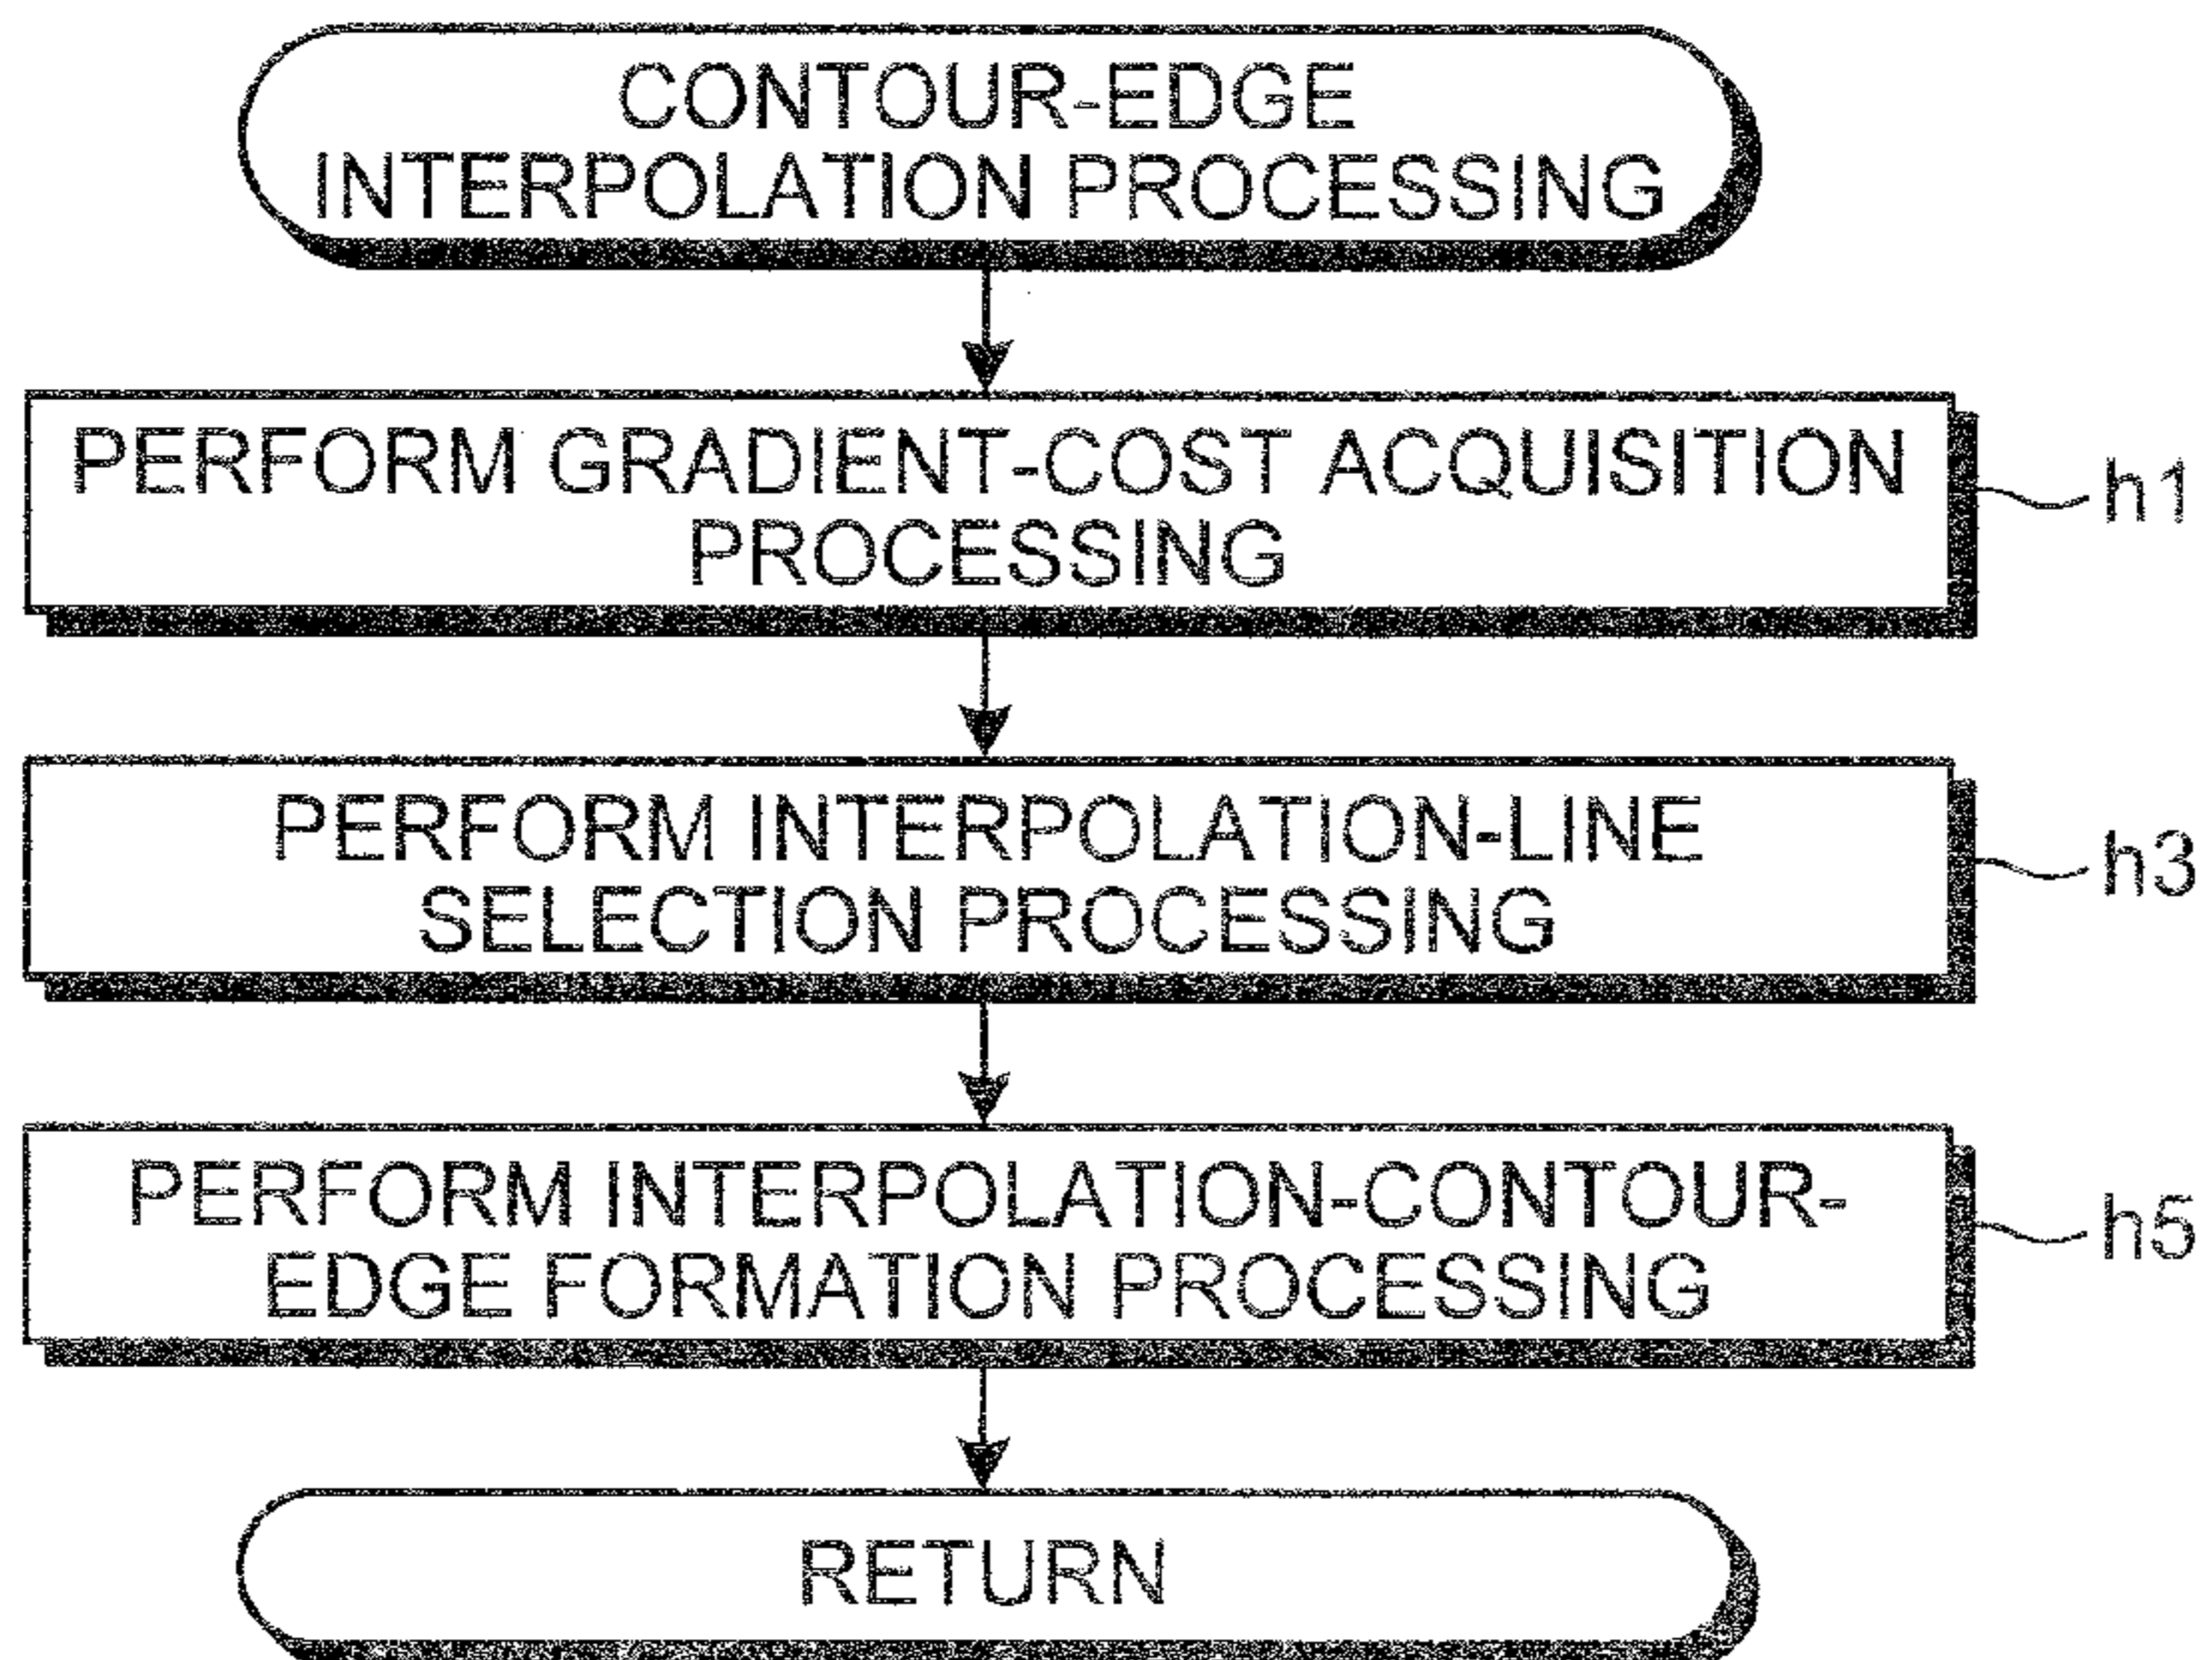 CONTOUR-EDGE
INTERPOLATION PROCESSING
PERFORM GRADIENT-COST ACQUISITION
PROCESSING
h1
PERFORM INTERPOLATION-LINE
SELECTION PROCESSING
h3
PERFORM INTERPOLATION-CONTOUR-
EDGE FORMATION PROCESSING
h5
RETURN